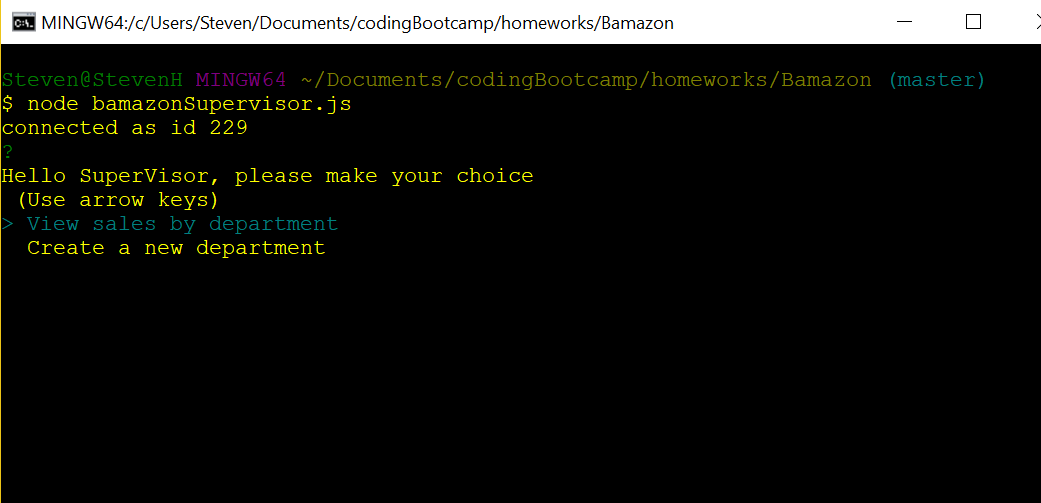 MINGW64:/c/Users/Steven/Documents/codingBootcamp/homeworks/Bamazon
Steven@StevenH MINGW64 ~/Documents/codingBootcamp/homeworks/Bamazon (master)
$ node bamazonSupervisor.js
connected as id 229
?
Hello SuperVisor, please make your choice
(Use arrow keys)
> View sales by department
Create a new department